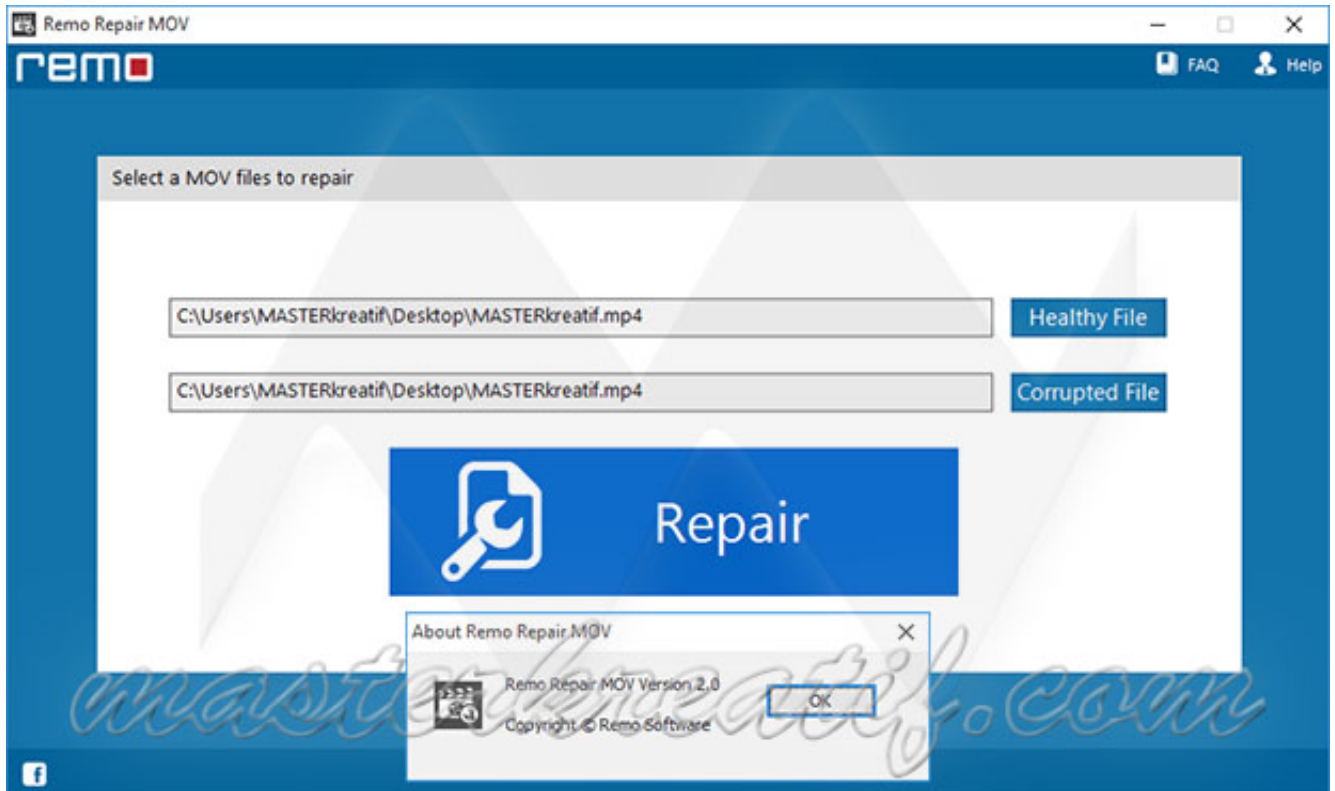 Remo Repair MOV
remo
FAQ
Help
Select a MOV files to repair
C:\Users\MASTERkreatif\Desktop\MASTERkreatif.mp4
Healthy File
C:\Users\MASTERkreatif\Desktop\MASTERkreatif.mp4
Corrupted File
Repair
About Remo Repair MOV
Remo Repair MOV Version 2.0
OK
Copyright © Remo Software
masterkreatif.com
f